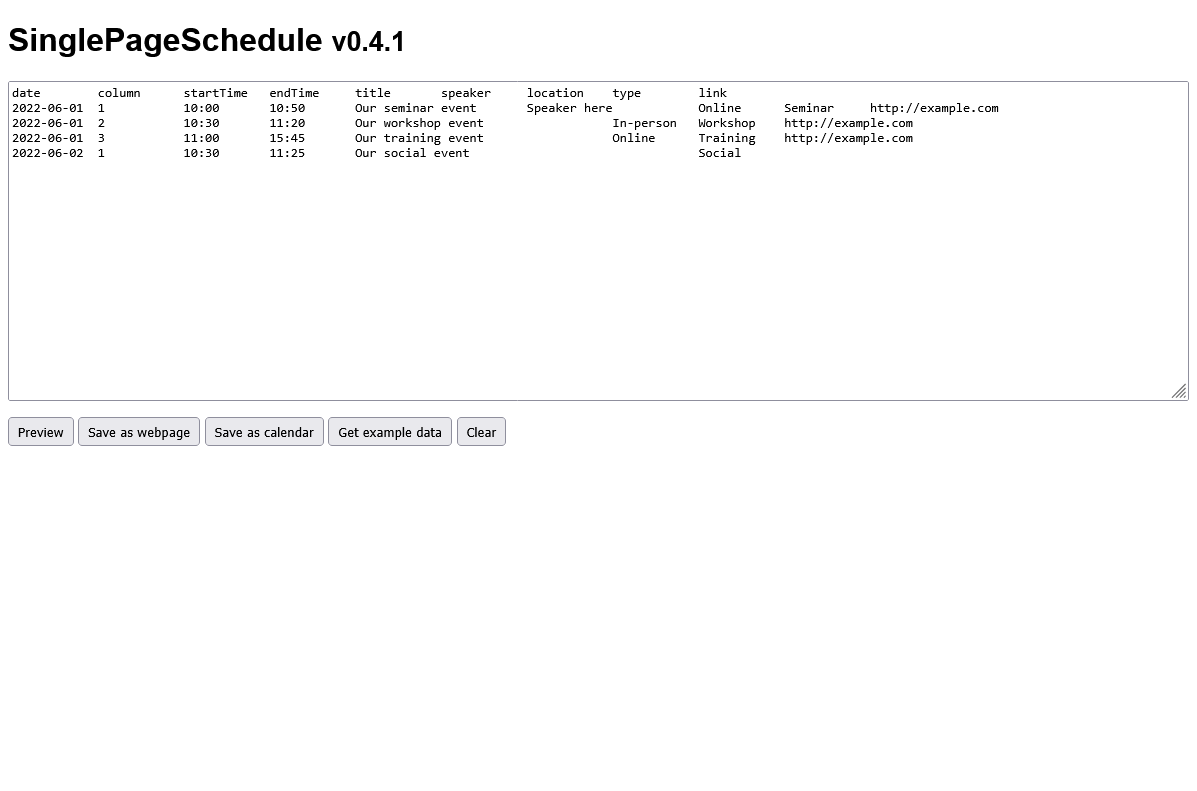 SinglePageSchedule v0.4.1
date column startTime endTime title speaker location type link
2022-06-01 1 10:00 10:50 Our seminar event Speaker here Online Seminar http://example.com
2022-06-01 2 10:30 11:20 Our workshop event In-person Workshop http://example.com
2022-06-01 3 11:00 15:45 Our training event Online Training http://example.com
2022-06-02 1 10:30 11:25 Our social event Social
Preview Save as webpage Save as calendar Get example data Clear